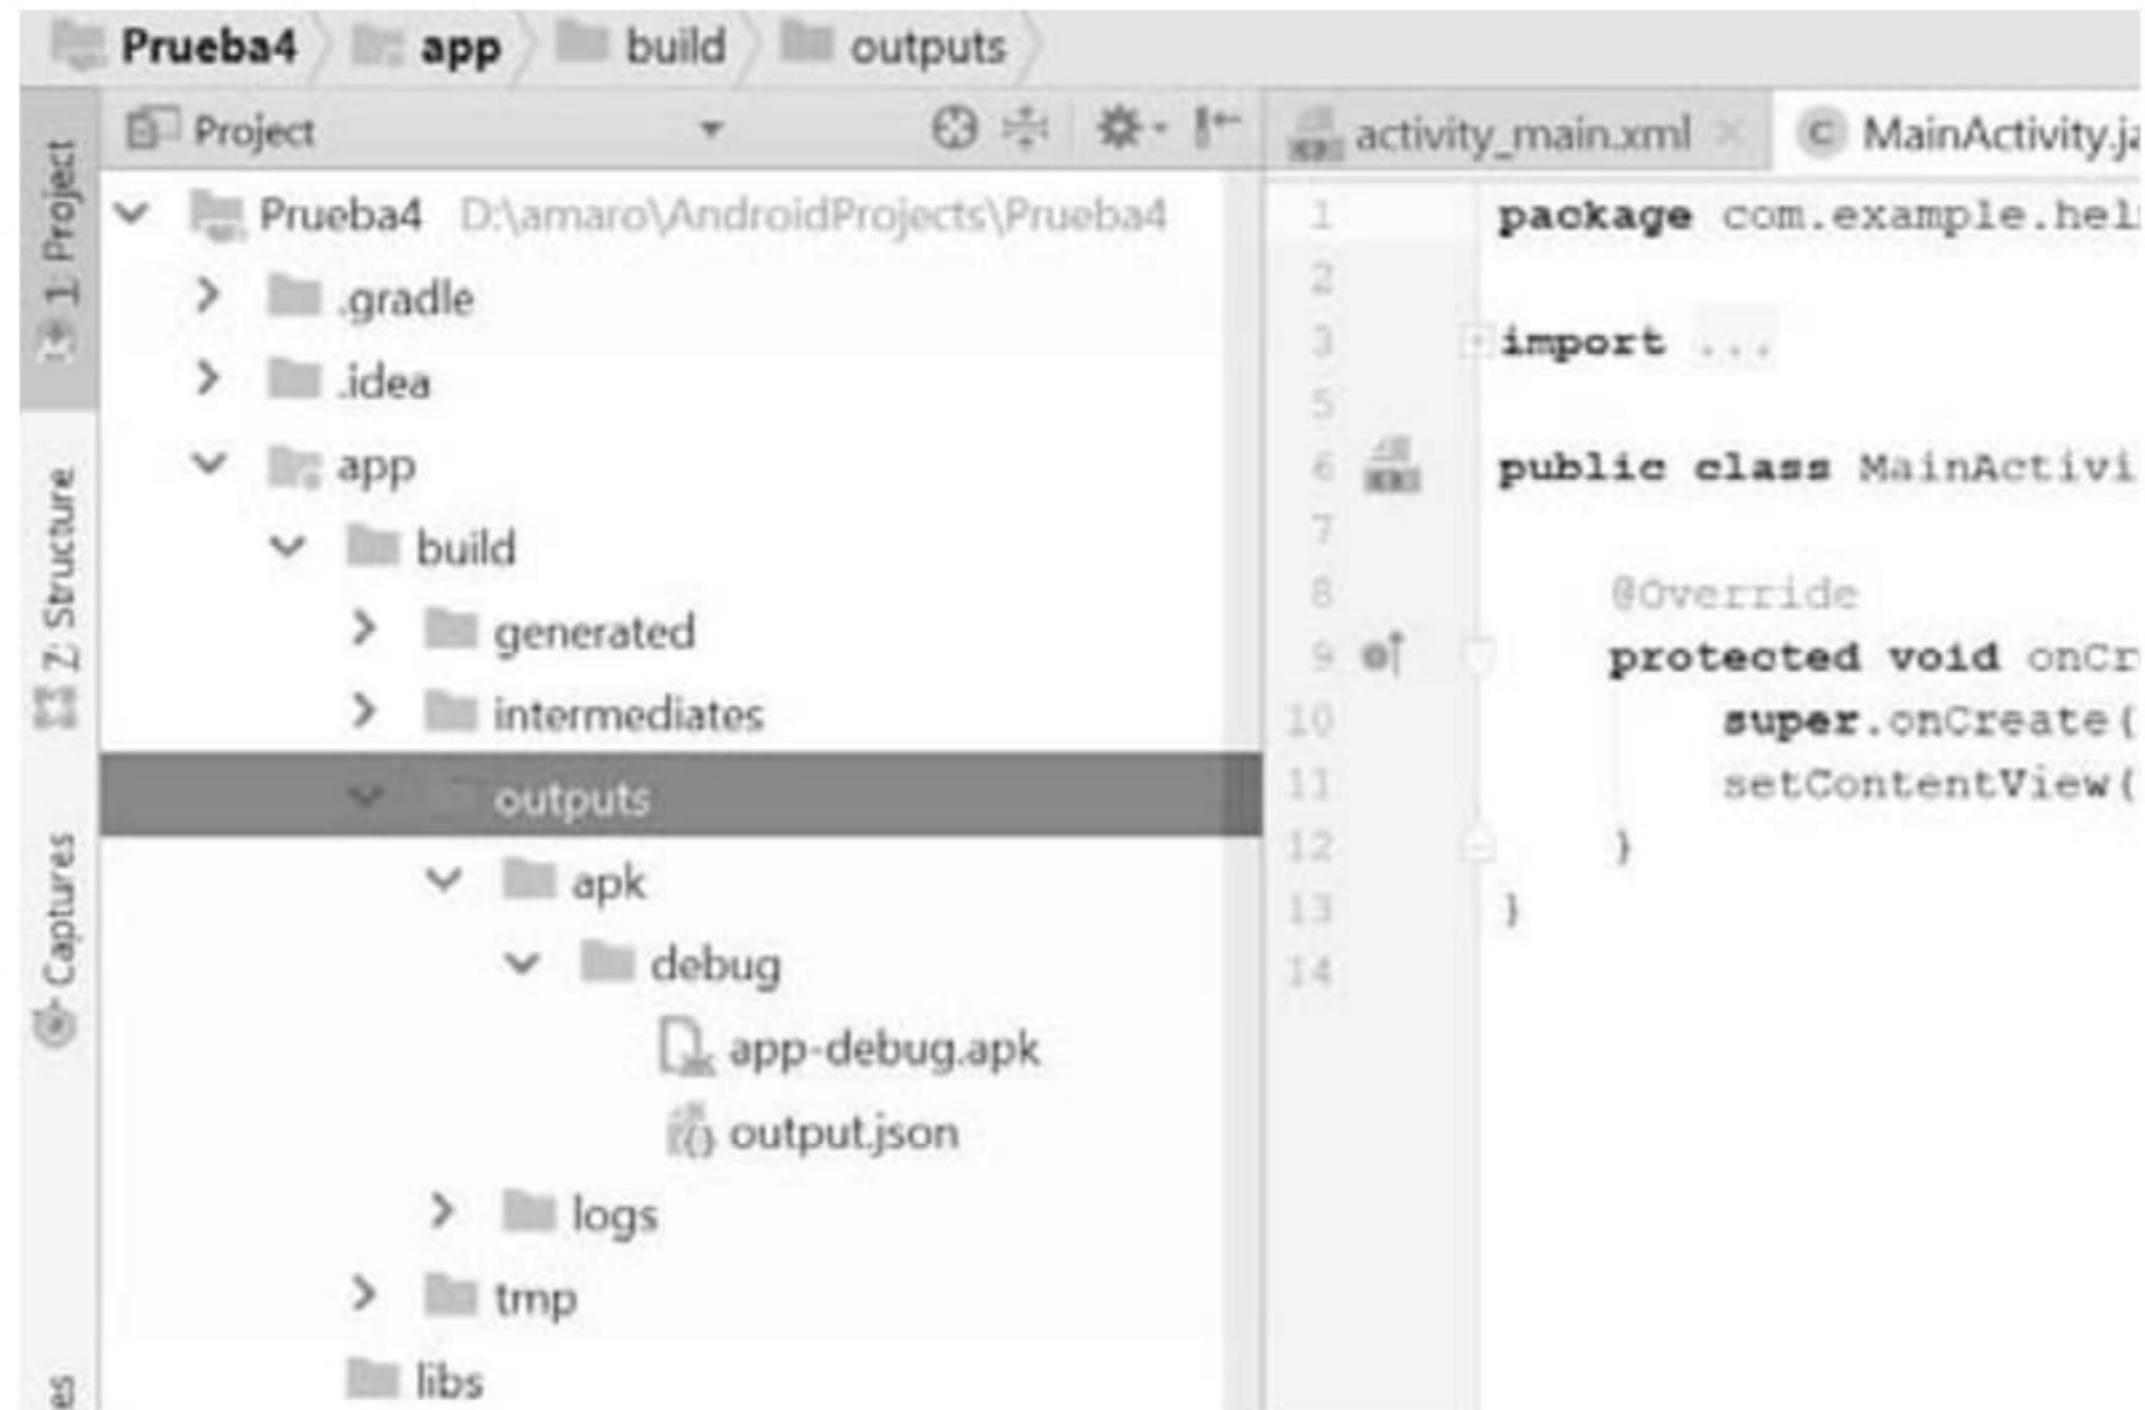 Prueba4 app build outputs
Project
activity_main.xml
MainActivity.ja
1: Project
Z: Structure
Captures
es
Prueba4 D:\amaro\AndroidProjects\Prueba4
.gradle
.idea
app
build
generated
intermediates
outputs
apk
debug
app-debug.apk
output.json
logs
tmp
libs
1 package com.example.hel
2
3 import ...
5
6 public class MainActivi
7
8 @Override
9 protected void onCr
10 super.onCreate(
11 setContentView(
12 }
13 }
14